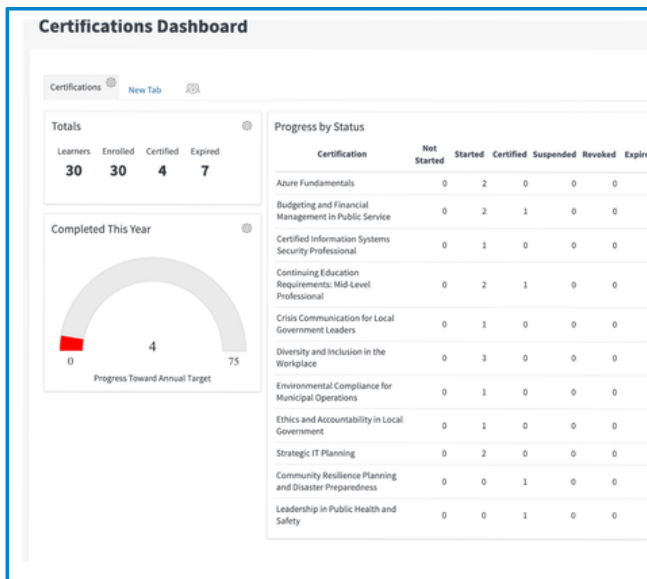 Certifications Dashboard
Certifications
New Tab
Totals
Learners Enrolled Certified Expired
30 30 4 7
Completed This Year
4
0 75
Progress Toward Annual Target
Progress by Status
Certification Not Started Started Certified Suspended Revoked Expire
Azure Fundamentals 0 2 0 0 0
Budgeting and Financial
Management in Public Service 0 2 1 0 0
Certified Information Systems
Security Professional 0 1 0 0 0
Continuing Education
Requirements: Mid-Level
Professional 0 2 1 0 0
Crisis Communication for Local
Government Leaders 0 1 0 0 0
Diversity and Inclusion in the
Workplace 0 3 0 0 0
Environmental Compliance for
Municipal Operations 0 1 0 0 0
Ethics and Accountability in Local
Government 0 1 0 0 0
Strategic IT Planning 0 2 0 0 0
Community Resilience Planning
and Disaster Preparedness 0 0 1 0 0
Leadership in Public Health and
Safety 0 0 1 0 0